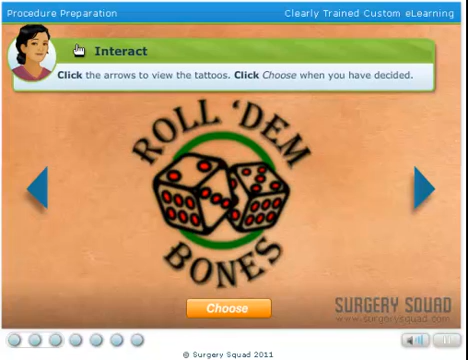 Procedure Preparation
Clearly Trained Custom eLearning
Interact
Click the arrows to view the tattoos. Click Choose when you have decided.
ROLL 'DEM
BONES
Choose
SURGERY SQUAD
www.surgerysquad.com
© Surgery Squad 2011